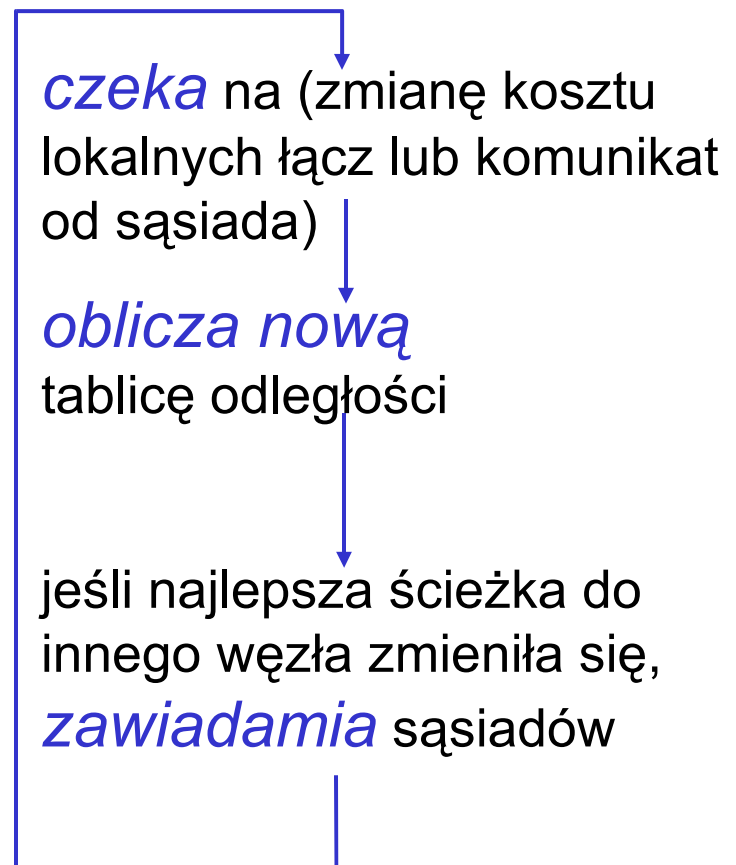 czeka na (zmianę kosztu
lokalnych łącz lub komunikat
od sąsiada)
oblicza nową
tablicę odległości
jeśli najlepsza ścieżka do
innego węzła zmieniła się,
zawiadamia sąsiadów